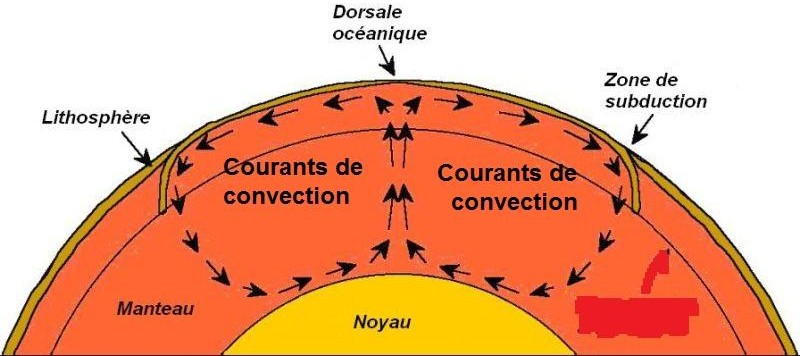 Dorsale
océanique
Zone de
subduction
Lithosphère
Courants de
convection
Courants de
convection
Manteau
Noyau